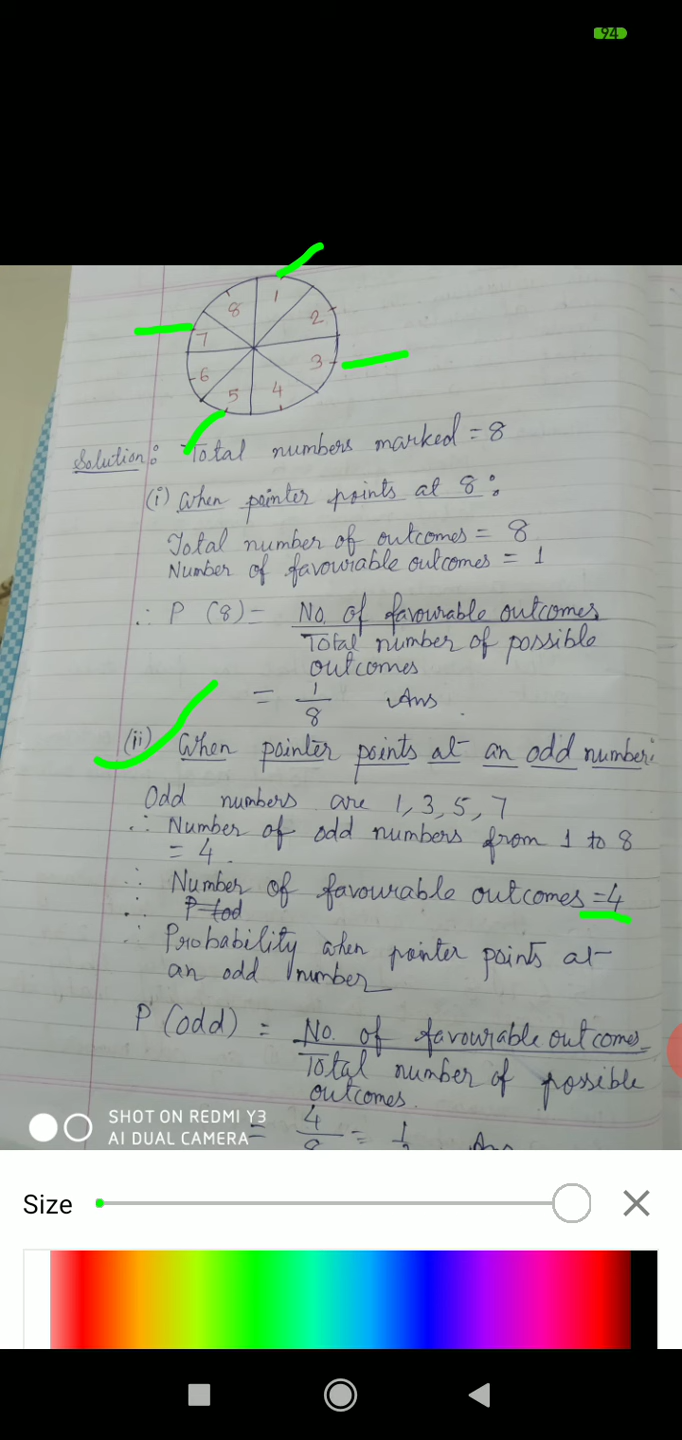 94
8 1
7 2
6 3
5 4
Solution: Total numbers marked = 8
(i) When pointer points at 8:
Total number of outcomes = 8
Number of favourable outcomes = 1
∴ P (8) = No. of favourable outcomes
Total number of possible
outcomes
= 1
8 Ans.
(ii) When pointer points at an odd number:
Odd numbers are 1, 3, 5, 7
∴ Number of odd numbers from 1 to 8
= 4.
∴ Number of favourable outcomes = 4
∴ Probability when pointer points at
an odd number
P (odd) = No. of favourable outcomes
Total number of possible
outcomes.
SHOT ON REDMI Y3
AI DUAL CAMERA
= 4 = 1
Size